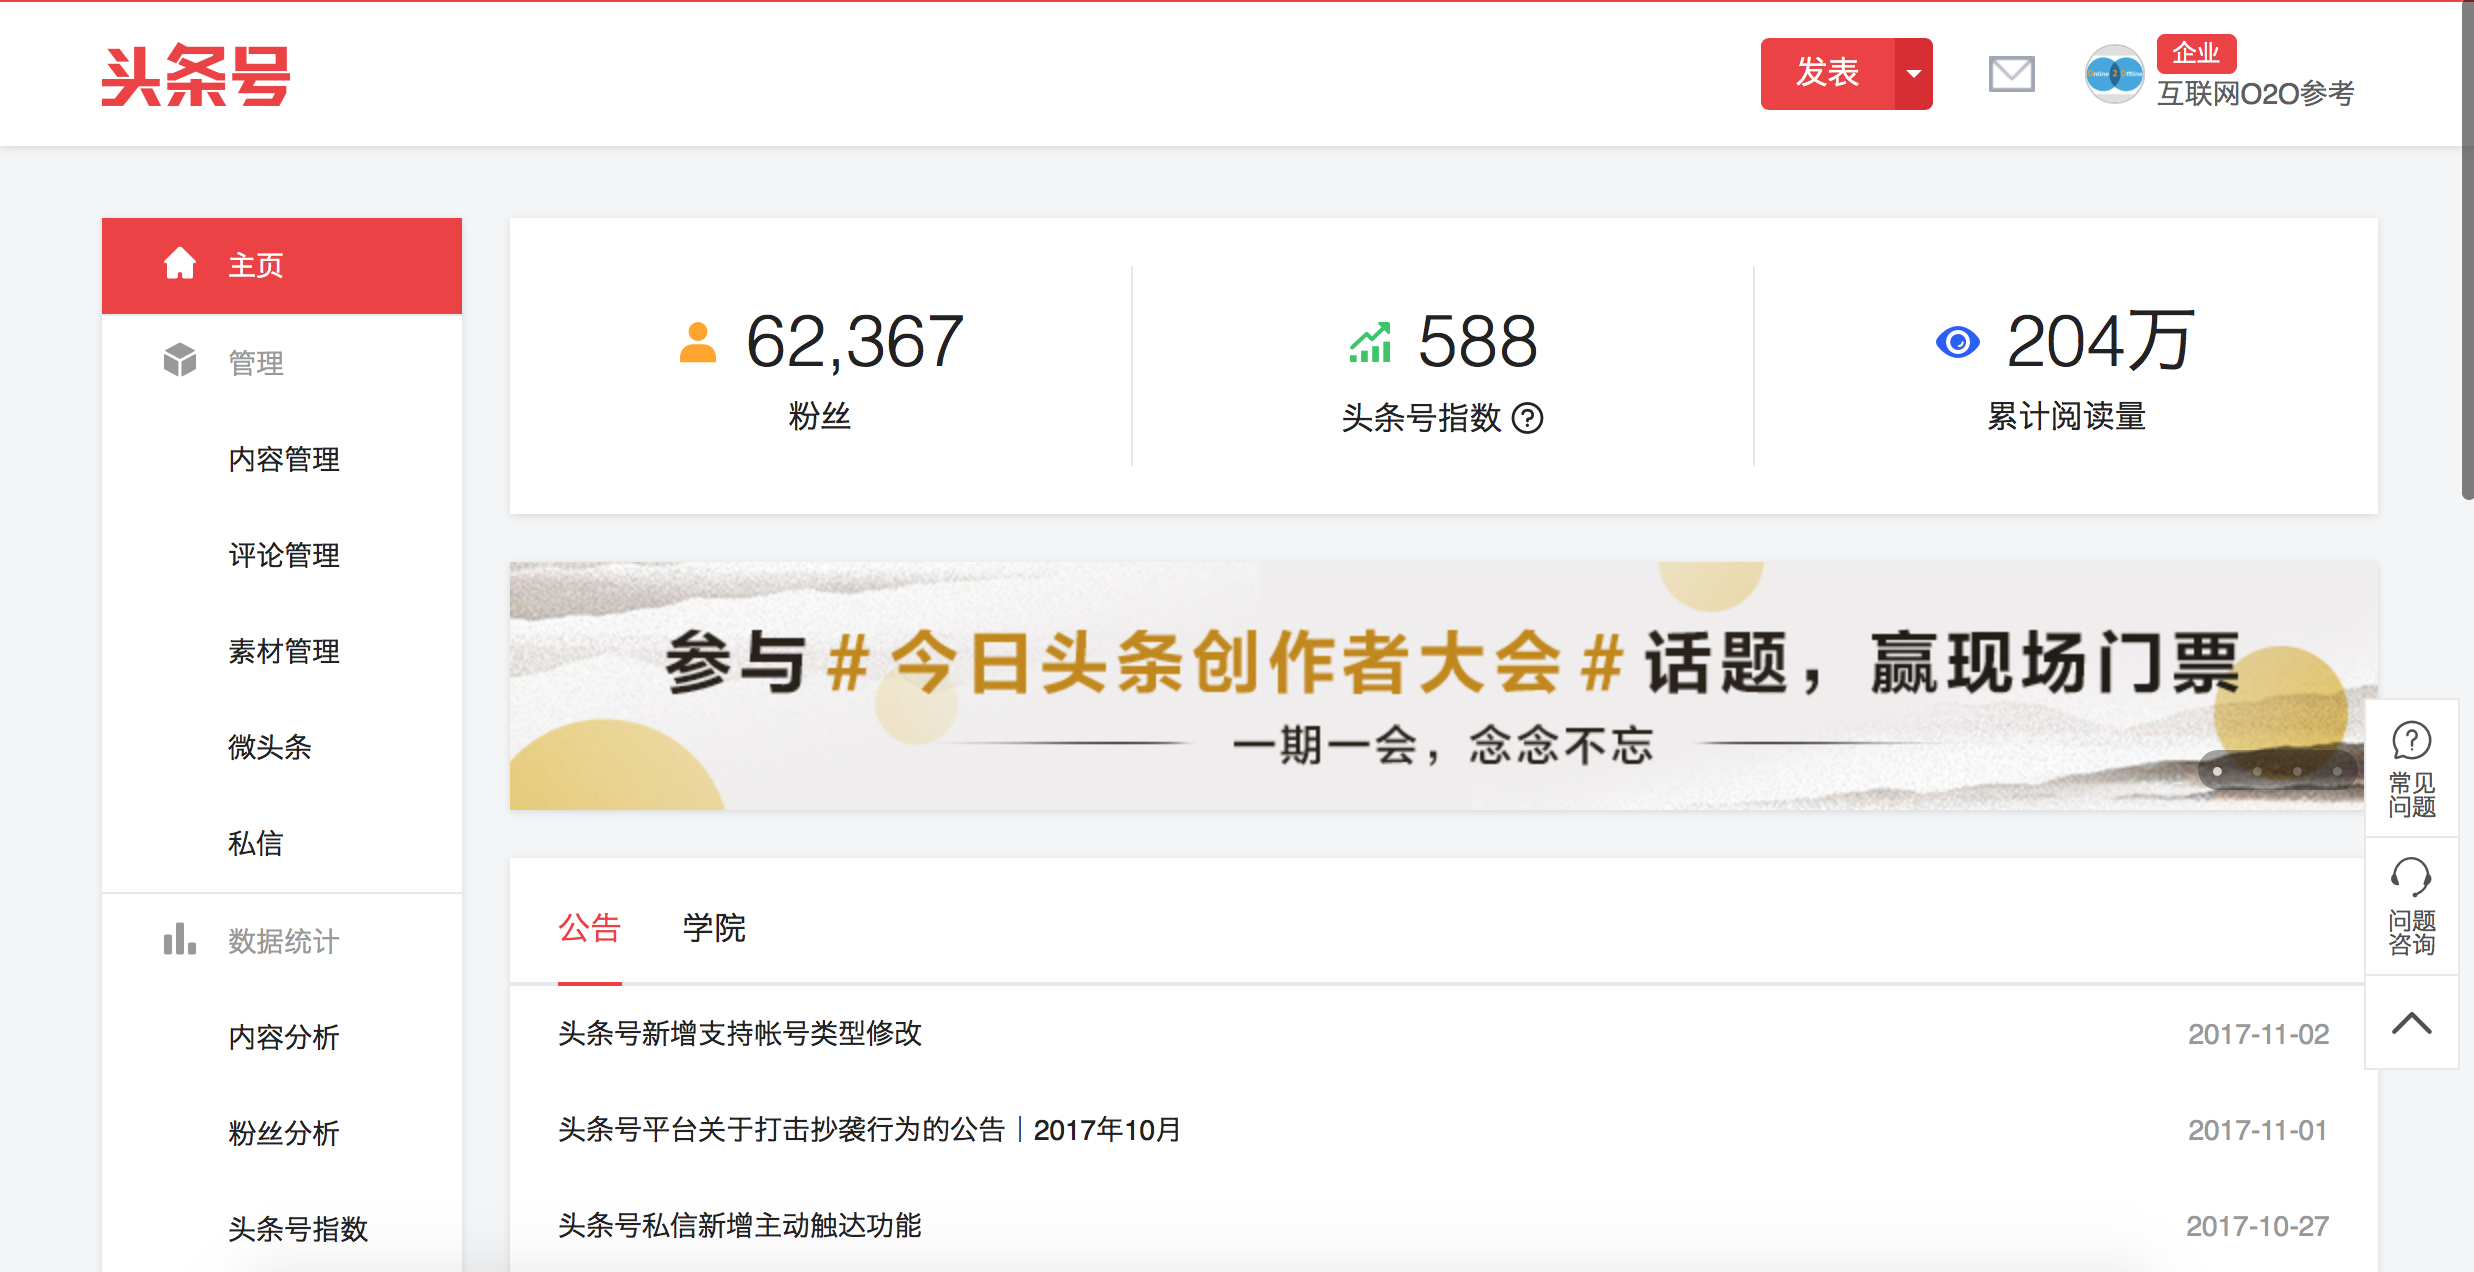 头条号
发表
企业
互联网O2O参考
主页
管理
内容管理
评论管理
素材管理
微头条
私信
数据统计
内容分析
粉丝分析
头条号指数
62,367
粉丝
588
头条号指数
204万
累计阅读量
参与#今日头条创作者大会#话题，赢现场门票
一期一会，念念不忘
公告 学院
头条号新增支持帐号类型修改 2017-11-02
头条号平台关于打击抄袭行为的公告｜2017年10月 2017-11-01
头条号私信新增主动触达功能 2017-10-27
常见
问题
问题
咨询